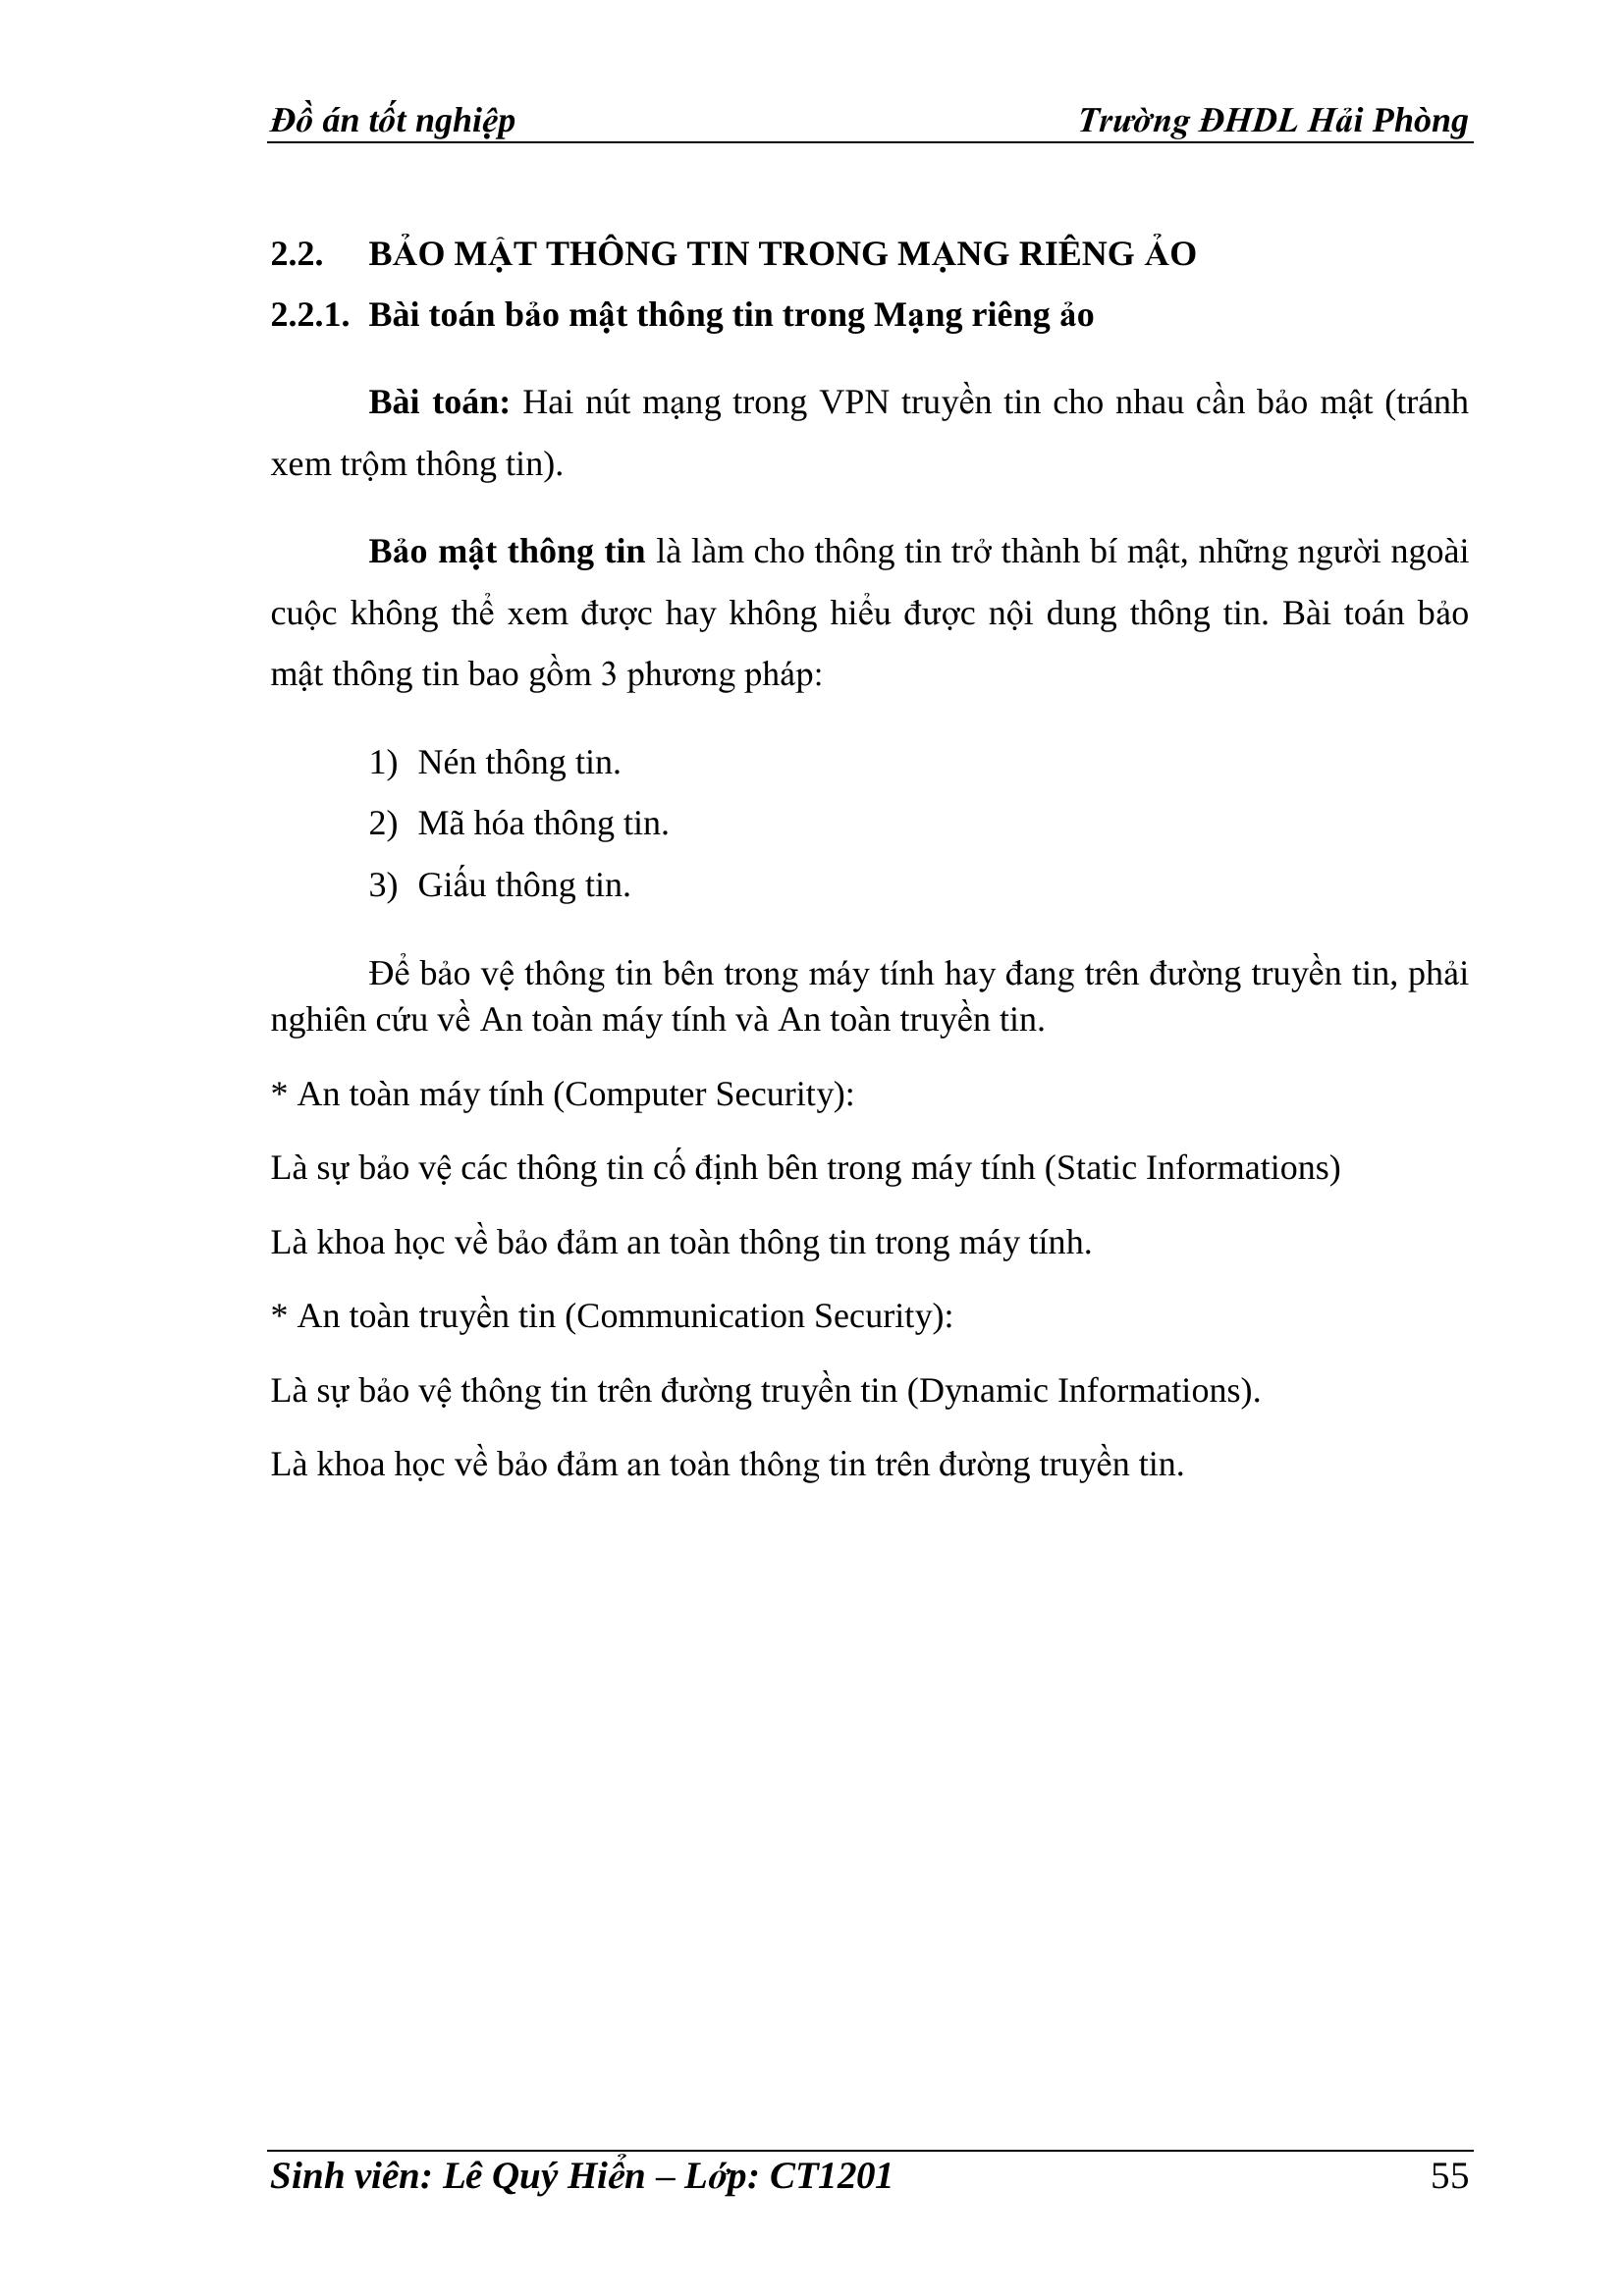 Đồ án tốt nghiệp Trường ĐHDL Hải Phòng
2.2. BẢO MẬT THÔNG TIN TRONG MẠNG RIÊNG ẢO
2.2.1. Bài toán bảo mật thông tin trong Mạng riêng ảo
Bài toán: Hai nút mạng trong VPN truyền tin cho nhau cần bảo mật (tránh
xem trộm thông tin).
Bảo mật thông tin là làm cho thông tin trở thành bí mật, những người ngoài
cuộc không thể xem được hay không hiểu được nội dung thông tin. Bài toán bảo
mật thông tin bao gồm 3 phương pháp:
1) Nén thông tin.
2) Mã hóa thông tin.
3) Giấu thông tin.
Để bảo vệ thông tin bên trong máy tính hay đang trên đường truyền tin, phải
nghiên cứu về An toàn máy tính và An toàn truyền tin.
* An toàn máy tính (Computer Security):
Là sự bảo vệ các thông tin cố định bên trong máy tính (Static Informations)
Là khoa học về bảo đảm an toàn thông tin trong máy tính.
* An toàn truyền tin (Communication Security):
Là sự bảo vệ thông tin trên đường truyền tin (Dynamic Informations).
Là khoa học về bảo đảm an toàn thông tin trên đường truyền tin.
Sinh viên: Lê Quý Hiển – Lớp: CT1201 55